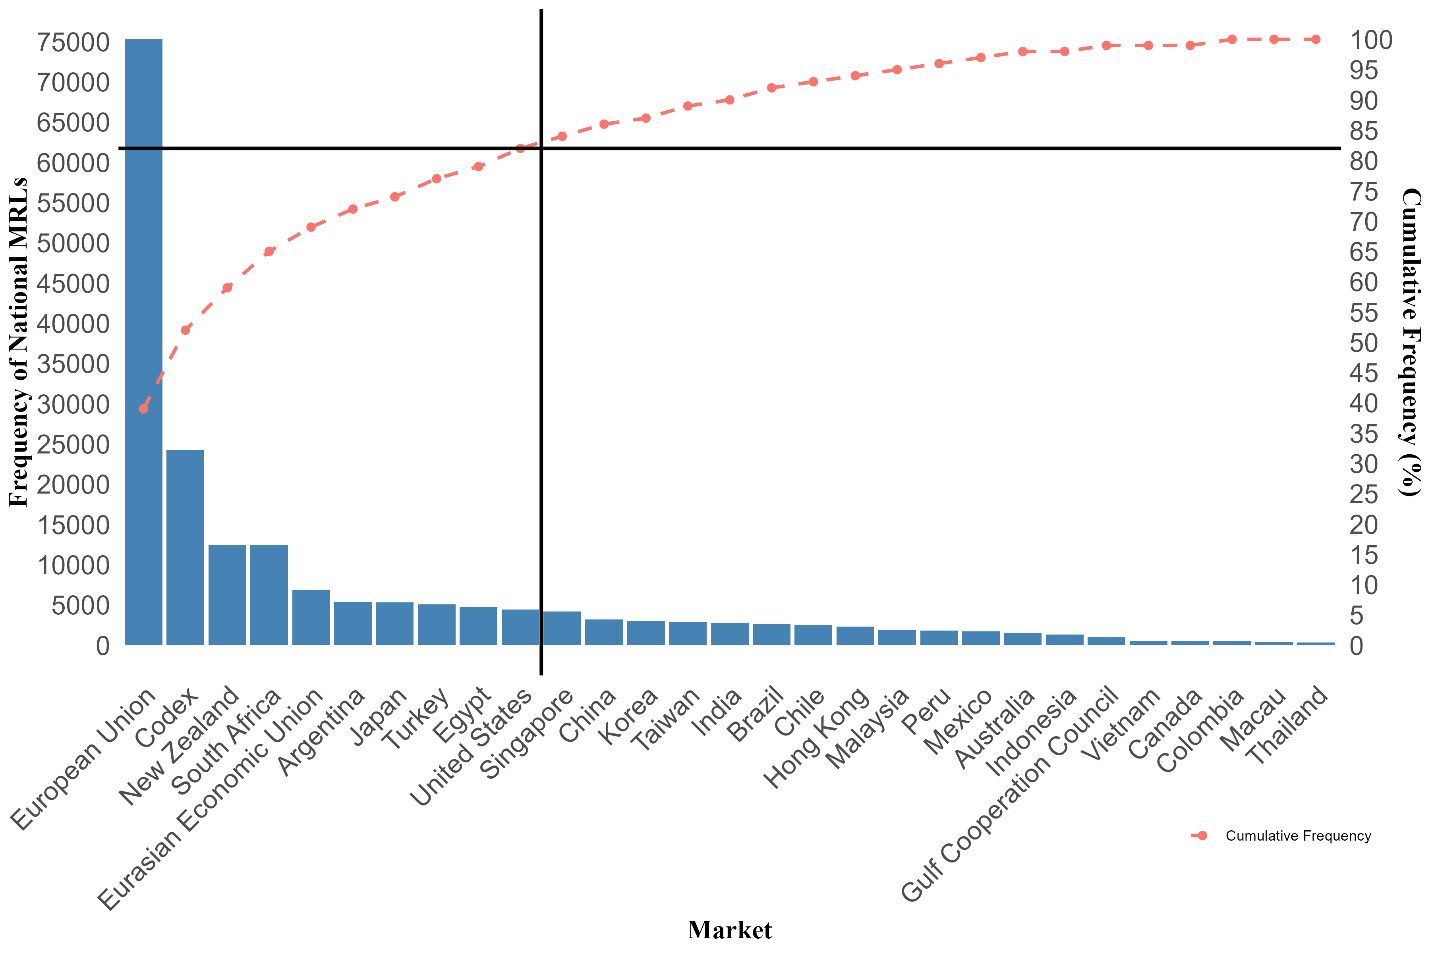 Frequency of National MRLs
75000
70000
65000
60000
55000
50000
45000
40000
35000
30000
25000
20000
15000
10000
5000
0
100
95
90
85
80
75
70
65
60
55
50
45
40
35
30
25
20
15
10
5
0
Cumulative Frequency (%)
European Union
Codex
New Zealand
South Africa
Eurasian Economic Union
Argentina
Japan
Turkey
Egypt
United States
Singapore
China
Korea
Taiwan
India
Brazil
Chile
Hong Kong
Malaysia
Peru
Mexico
Australia
Indonesia
Gulf Cooperation Council
Vietnam
Canada
Colombia
Macau
Thailand
Cumulative Frequency
Market